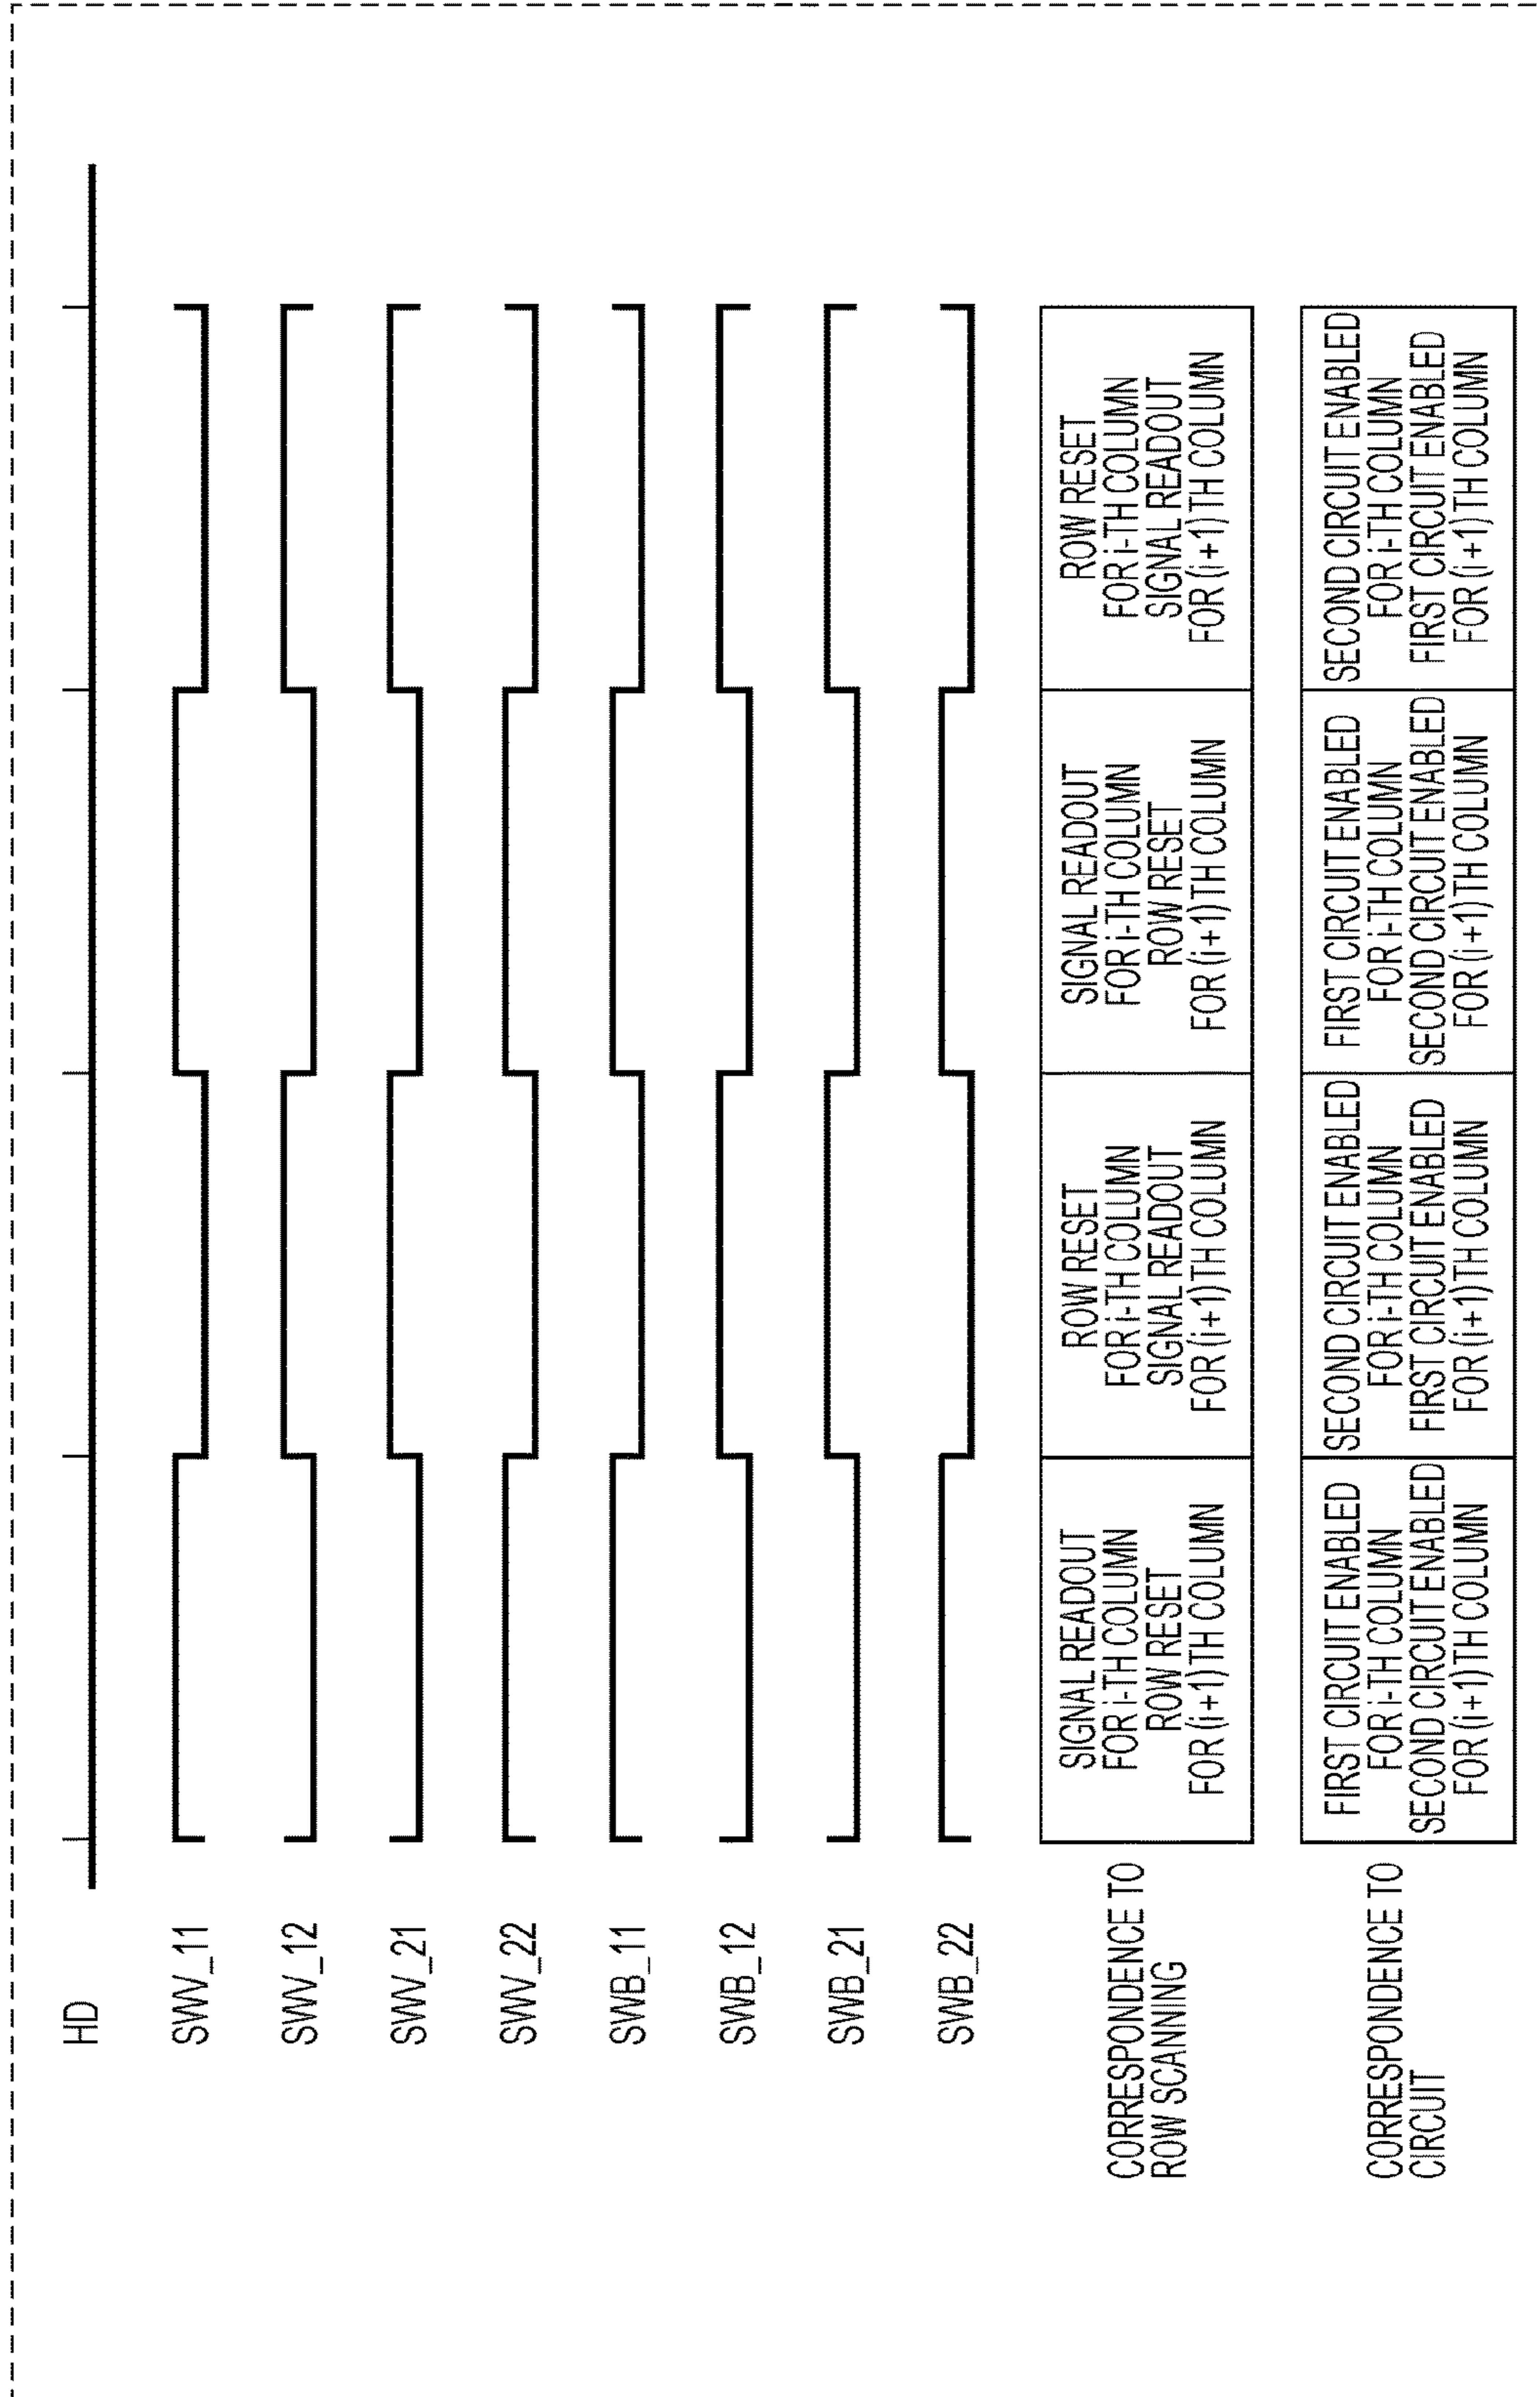 HD
SWV_11
SWV_12
SWV_21
SWV_22
SWB_11
SWB_12
SWB_21
SWB_22
CORRESPONDENCE TO
ROW SCANNING
SIGNAL READOUT
FOR i-TH COLUMN
ROW RESET
FOR (i+1)TH COLUMN
ROW RESET
FOR i-TH COLUMN
SIGNAL READOUT
FOR (i+1)TH COLUMN
SIGNAL READOUT
FOR i-TH COLUMN
ROW RESET
FOR (i+1)TH COLUMN
ROW RESET
FOR i-TH COLUMN
SIGNAL READOUT
FOR (i+1)TH COLUMN
CORRESPONDENCE TO
CIRCUIT
FIRST CIRCUIT ENABLED
FOR i-TH COLUMN
SECOND CIRCUIT ENABLED
FOR (i+1)TH COLUMN
SECOND CIRCUIT ENABLED
FOR i-TH COLUMN
FIRST CIRCUIT ENABLED
FOR (i+1)TH COLUMN
FIRST CIRCUIT ENABLED
FOR i-TH COLUMN
SECOND CIRCUIT ENABLED
FOR (i+1)TH COLUMN
SECOND CIRCUIT ENABLED
FOR i-TH COLUMN
FIRST CIRCUIT ENABLED
FOR (i+1)TH COLUMN